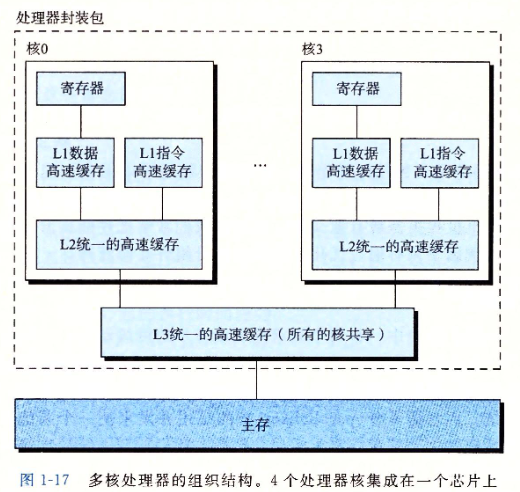 处理器封装包
核0
核3
寄存器
寄存器
L1数据
高速缓存
L1指令
高速缓存
...
L1数据
高速缓存
L1指令
高速缓存
L2统一的高速缓存
L2统一的高速缓存
L3统一的高速缓存（所有的核共享）
主存
图 1-17 多核处理器的组织结构。4 个处理器核集成在一个芯片上